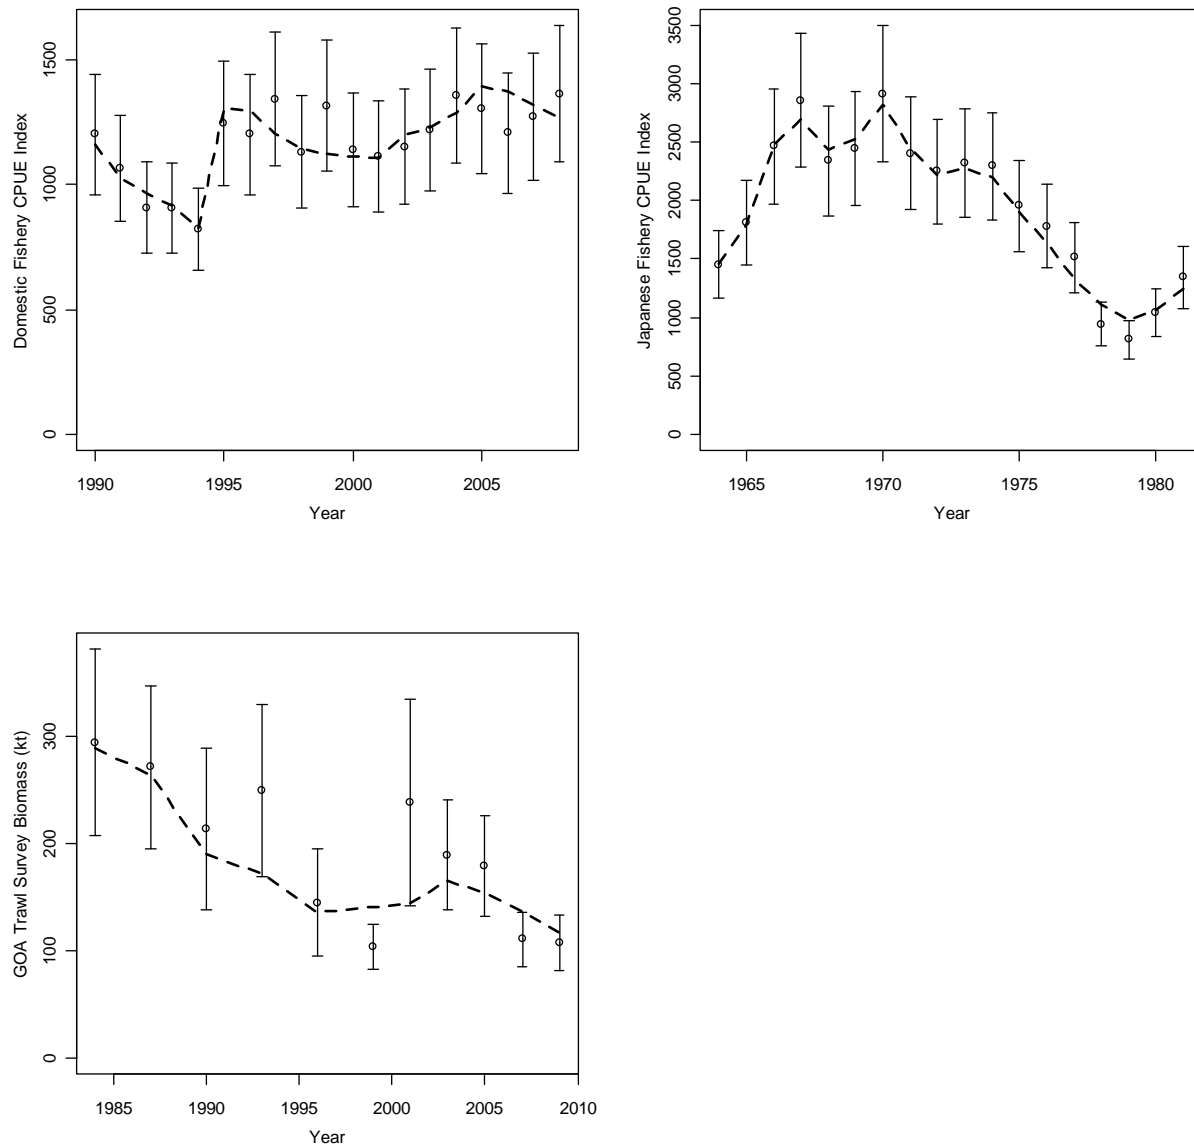 Domestic Fishery CPUE Index
0 500 1000 1500
1990 1995 2000 2005
Year
Japanese Fishery CPUE Index
0 500 1000 1500 2000 2500 3000 3500
1965 1970 1975 1980
Year
GOA Trawl Survey Biomass (kt)
0 100 200 300
1985 1990 1995 2000 2005 2010
Year